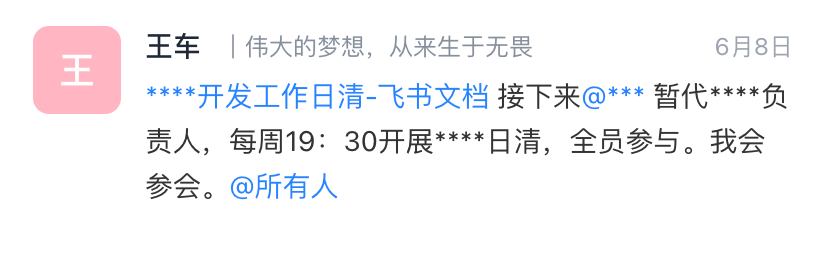 王
王车 | 伟大的梦想，从来生于无畏 6月8日
****开发工作日清-飞书文档 接下来@*** 暂代****负
责人，每周19：30开展****日清，全员参与。我会
参会。@所有人